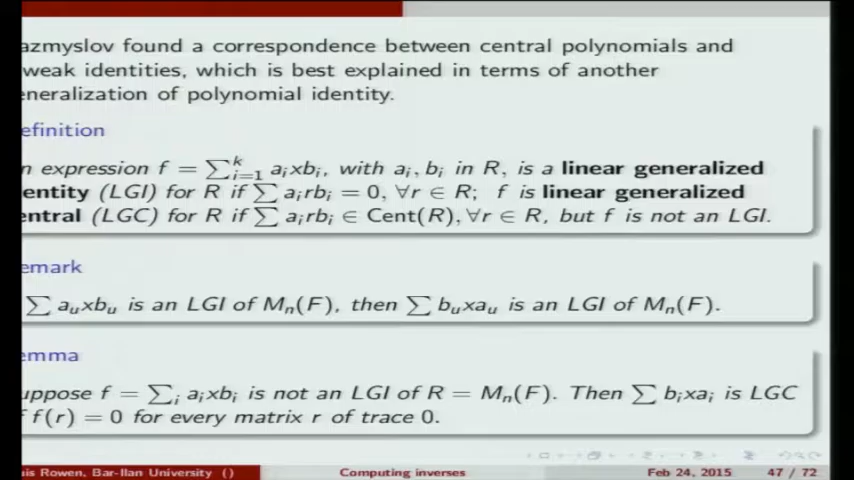 azmyslov found a correspondence between central polynomials and
weak identities, which is best explained in terms of another
eneralization of polynomial identity.
efinition
n expression f = ∑_{i=1}^{k} a_i x b_i, with a_i, b_i in R, is a linear generalized
entity (LGI) for R if ∑ a_i r b_i = 0, ∀r ∈ R; f is linear generalized
entral (LGC) for R if ∑ a_i r b_i ∈ Cent(R), ∀r ∈ R, but f is not an LGI.
emark
∑ a_u x b_u is an LGI of M_n(F), then ∑ b_u x a_u is an LGI of M_n(F).
emma
uppose f = ∑_i a_i x b_i is not an LGI of R = M_n(F). Then ∑ b_i x a_i is LGC
f f(r) = 0 for every matrix r of trace 0.
is Rowen, Bar-Ilan University () Computing inverses Feb 24, 2015 47 / 72